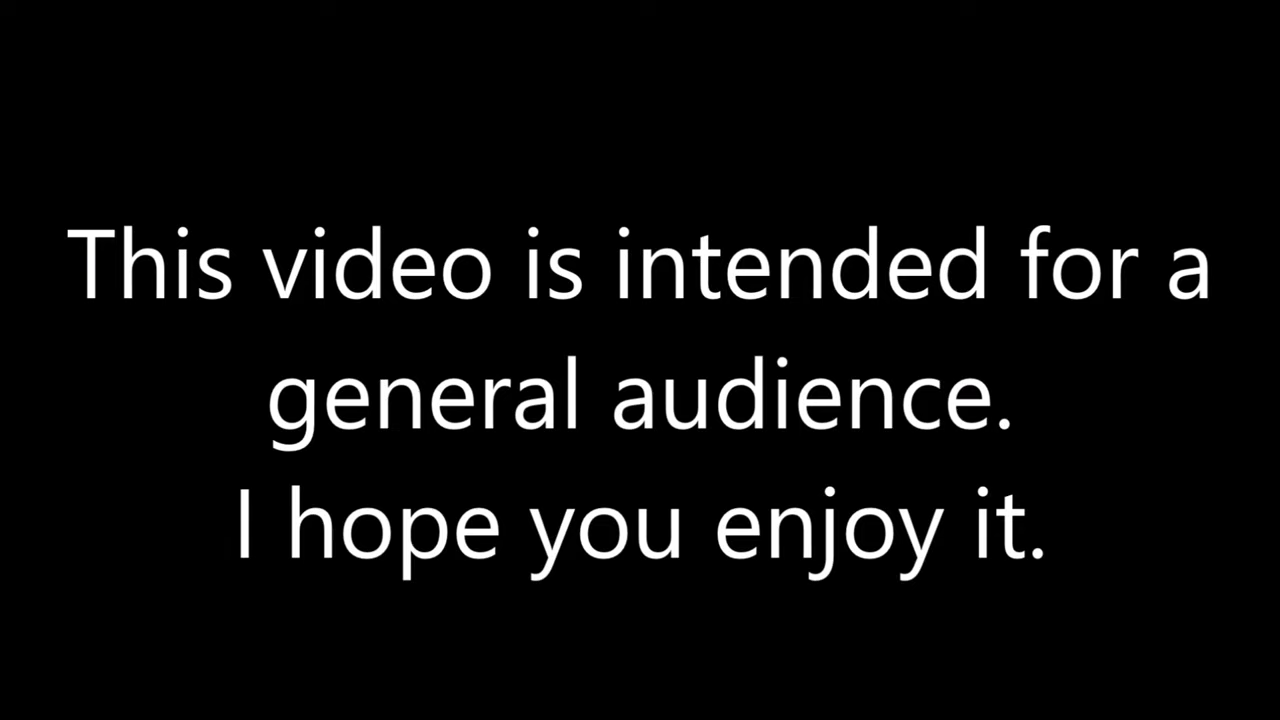 This video is intended for a
general audience.
I hope you enjoy it.